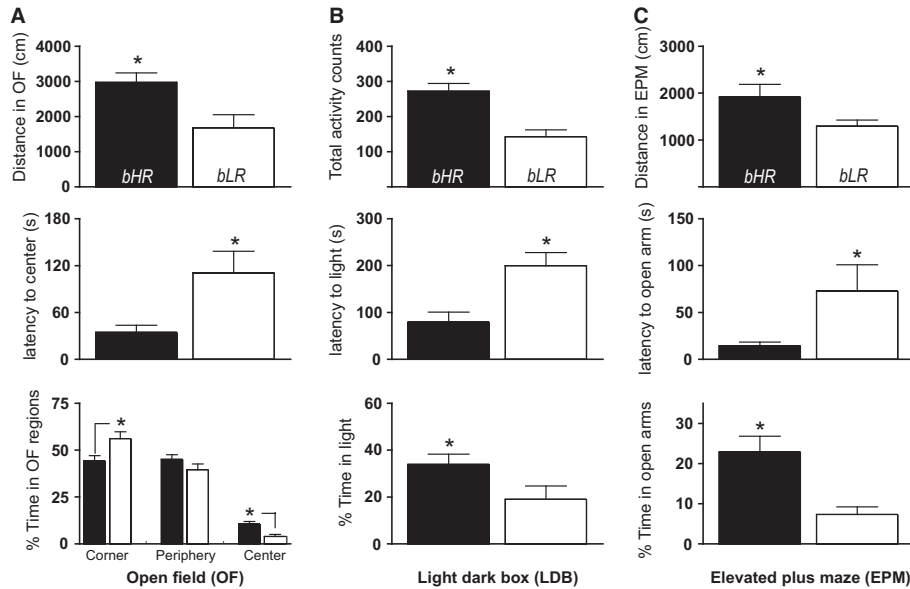 A
Distance in OF (cm)
4000
3000
2000
1000
0
*
bHR
bLR
latency to center (s)
180
120
60
0
*
% Time in OF regions
75
50
25
0
*
*
Corner
Periphery
Center
Open field (OF)
B
Total activity counts
400
300
200
100
*
bHR
bLR
latency to light (s)
300
200
100
0
*
% Time in light
60
40
20
0
*
Light dark box (LDB)
C
Distance in EPM (cm)
3000
2000
1000
*
bHR
bLR
latency to open arm (s)
150
100
50
0
*
% Time in open arms
30
20
10
0
*
Elevated plus maze (EPM)